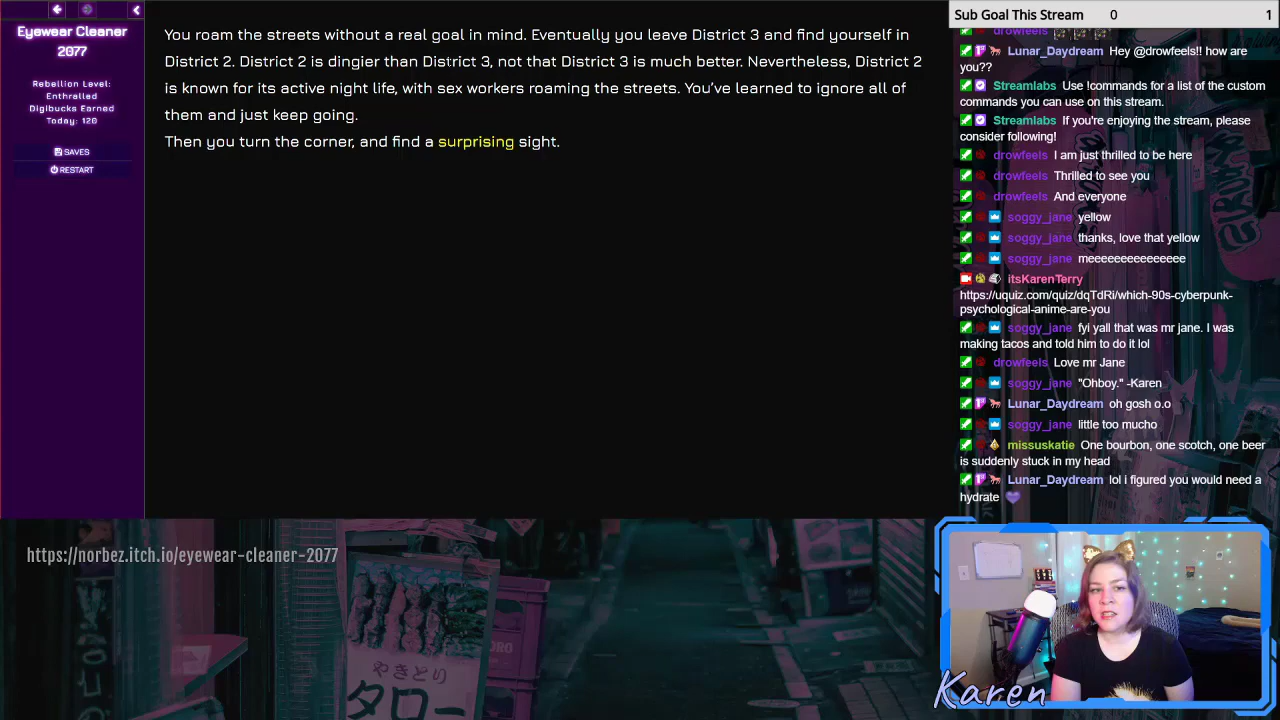 Eyewear Cleaner
2077
Rebellion Level:
Enthralled
Digibucks Earned
Today: 120
SAVES
RESTART
You roam the streets without a real goal in mind. Eventually you leave District 3 and find yourself in
District 2. District 2 is dingier than District 3, not that District 3 is much better. Nevertheless, District 2
is known for its active night life, with sex workers roaming the streets. You've learned to ignore all of
them and just keep going.
Then you turn the corner, and find a surprising sight.
https://norbez.itch.io/eyewear-cleaner-2077
やきとり
タロー
Sub Goal This Stream 0 1
drowfeels
Lunar_Daydream Hey @drowfeels!! how are
you??
Streamlabs Use !commands for a list of the custom
commands you can use on this stream.
Streamlabs If you're enjoying the stream, please
consider following!
drowfeels I am just thrilled to be here
drowfeels Thrilled to see you
drowfeels And everyone
soggy_jane yellow
soggy_jane thanks, love that yellow
soggy_jane meeeeeeeeeeeeeee
itsKarenTerry
https://uquiz.com/quiz/dqTdRi/which-90s-cyberpunk-
psychological-anime-are-you
soggy_jane fyi yall that was mr jane. I was
making tacos and told him to do it lol
drowfeels Love mr Jane
soggy_jane "Ohboy." -Karen
Lunar_Daydream oh gosh o.o
soggy_jane little too mucho
missuskatie One bourbon, one scotch, one beer
is suddenly stuck in my head
Lunar_Daydream lol i figured you would need a
hydrate
Karen